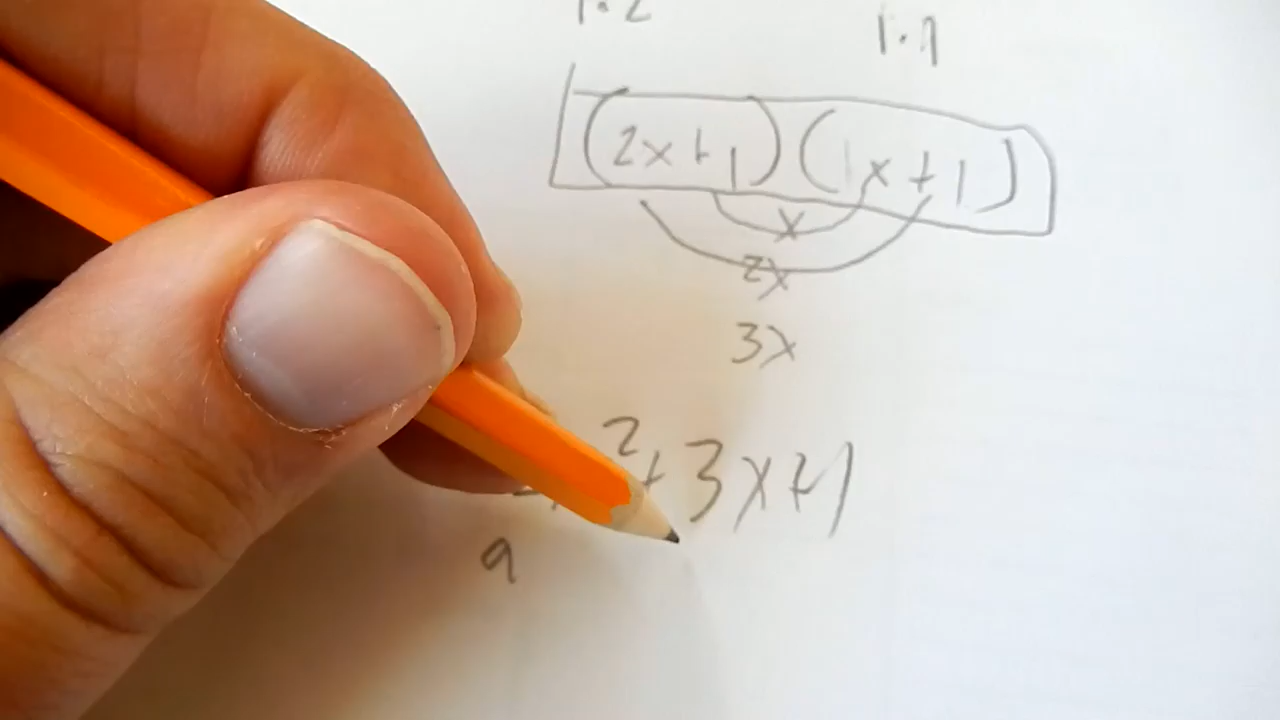 1·2 1·1
(2x+1)(1x+1)
x
2x
3x
2+3x+1
a